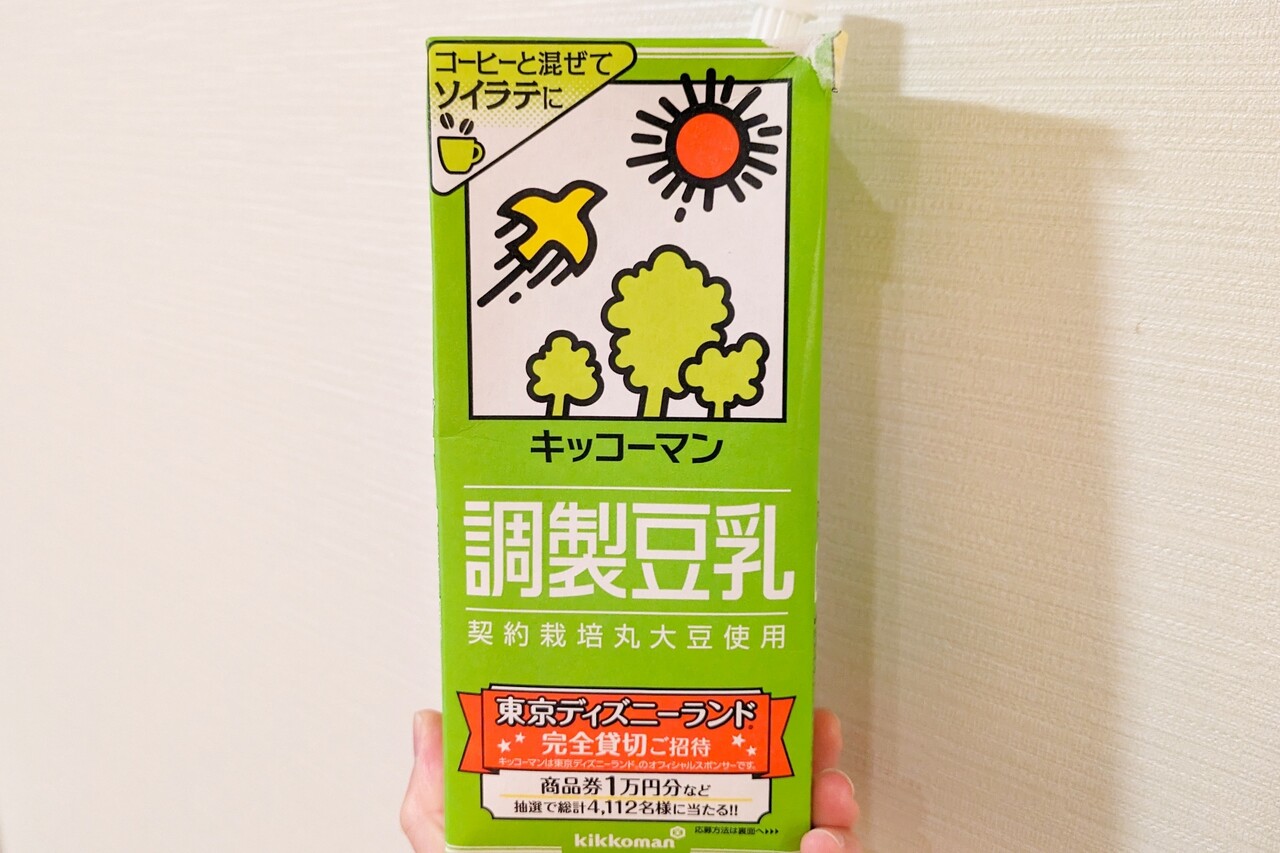 コーヒーと混ぜて
ソイラテに
キッコーマン
調製豆乳
契約栽培丸大豆使用
東京ディズニーランド®
完全貸切ご招待
キッコーマンは東京ディズニーランド®のオフィシャルスポンサーです。
商品券1万円分など
抽選で総計4,112名様に当たる!!
kikkoman
応募方法は裏面へ